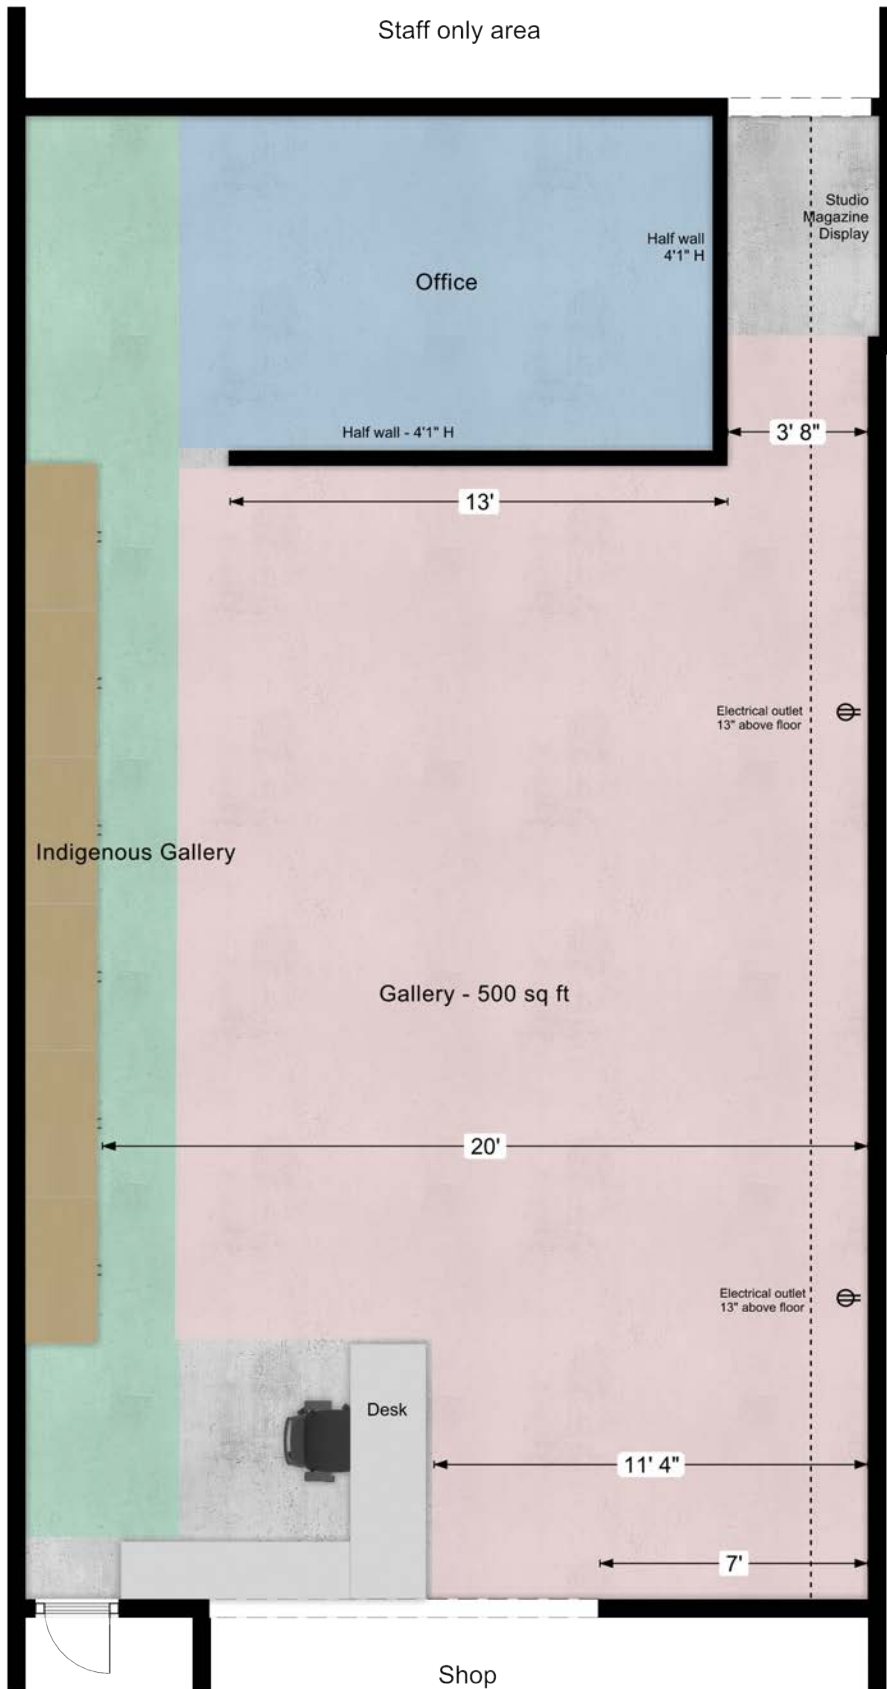 Staff only area
Studio
Magazine
Display
Half wall
4'1" H
Office
Half wall - 4'1" H
3' 8"
13'
Electrical outlet
13" above floor
Indigenous Gallery
Gallery - 500 sq ft
20'
Electrical outlet
13" above floor
Desk
11' 4"
7'
Shop